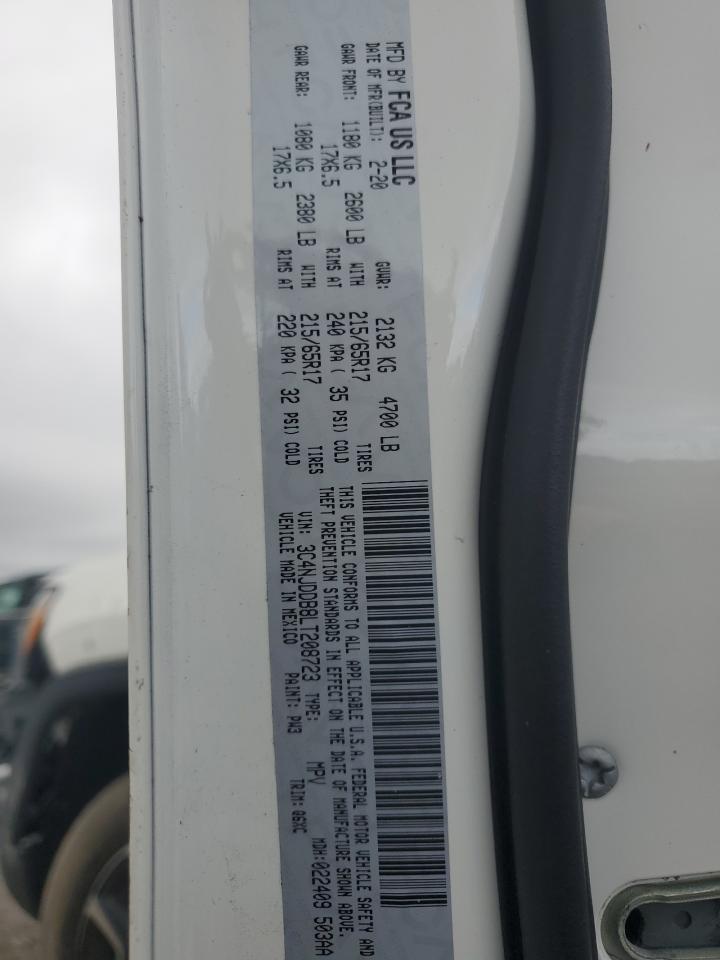 MFD BY FCA US LLC
DATE OF MFR(BUILT): 2-20 GVWR: 2132 KG 4700 LB
GAWR FRONT: 1180 KG 2600 LB WITH 215/65R17 TIRES
17X6.5 RIMS AT 240 KPA ( 35 PSI) COLD
GAWR REAR: 1080 KG 2380 LB WITH 215/65R17 TIRES
17X6.5 RIMS AT 220 KPA ( 32 PSI) COLD
THIS VEHICLE CONFORMS TO ALL APPLICABLE U.S.A. FEDERAL MOTOR VEHICLE SAFETY AND
THEFT PREVENTION STANDARDS IN EFFECT ON THE DATE OF MANUFACTURE SHOWN ABOVE.
VIN: 3C4NJDDB8LT208723 TYPE: MPV MDH:022409 503AA
VEHICLE MADE IN MEXICO PAINT: PW3 TRIM: Q6XC